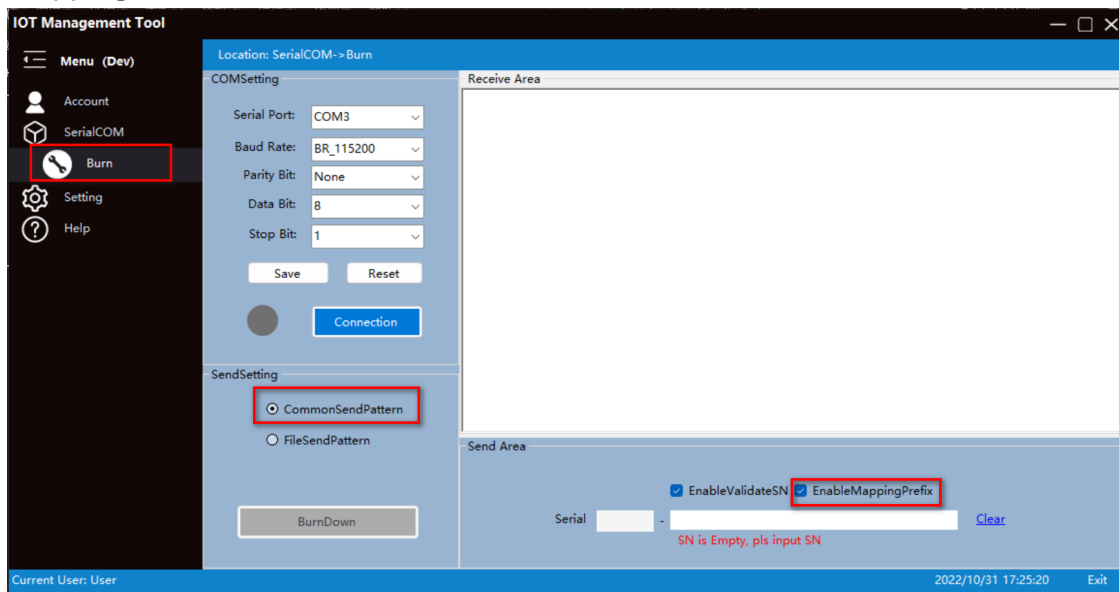 IOT Management Tool
Menu (Dev)
Account
SerialCOM
Burn
Setting
Help
Location: SerialCOM->Burn
COMSetting
Serial Port: COM3
Baud Rate: BR_115200
Parity Bit: None
Data Bit: 8
Stop Bit: 1
Save Reset
Connection
SendSetting
CommonSendPattern
FileSendPattern
BurnDown
Receive Area
Send Area
EnableValidateSN EnableMappingPrefix
Serial - Clear
SN is Empty, pls input SN
Current User: User 2022/10/31 17:25:20 Exit